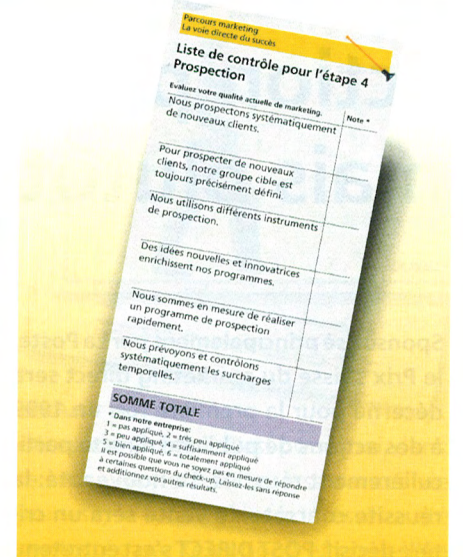 Parcours marketing
La voie directe du succès
Liste de contrôle pour l'étape 4
Prospection
Evaluez votre qualité actuelle de marketing.
Note *
Nous prospectons systématiquement
de nouveaux clients.
Pour prospecter de nouveaux
clients, notre groupe cible est
toujours précisément défini.
Nous utilisons différents instruments
de prospection.
Des idées nouvelles et innovatrices
enrichissent nos programmes.
Nous sommes en mesure de réaliser
un programme de prospection
rapidement.
Nous prévoyons et contrôlons
systématiquement les surcharges
temporelles.
SOMME TOTALE
* Dans notre entreprise:
1 = pas appliqué, 2 = très peu appliqué
3 = peu appliqué, 4 = suffisamment appliqué
5 = bien appliqué, 6 = totalement appliqué
Il est possible que vous ne soyez pas en mesure de répondre
à certaines questions du check-up. Laissez-les sans réponse
et additionnez vos autres résultats.